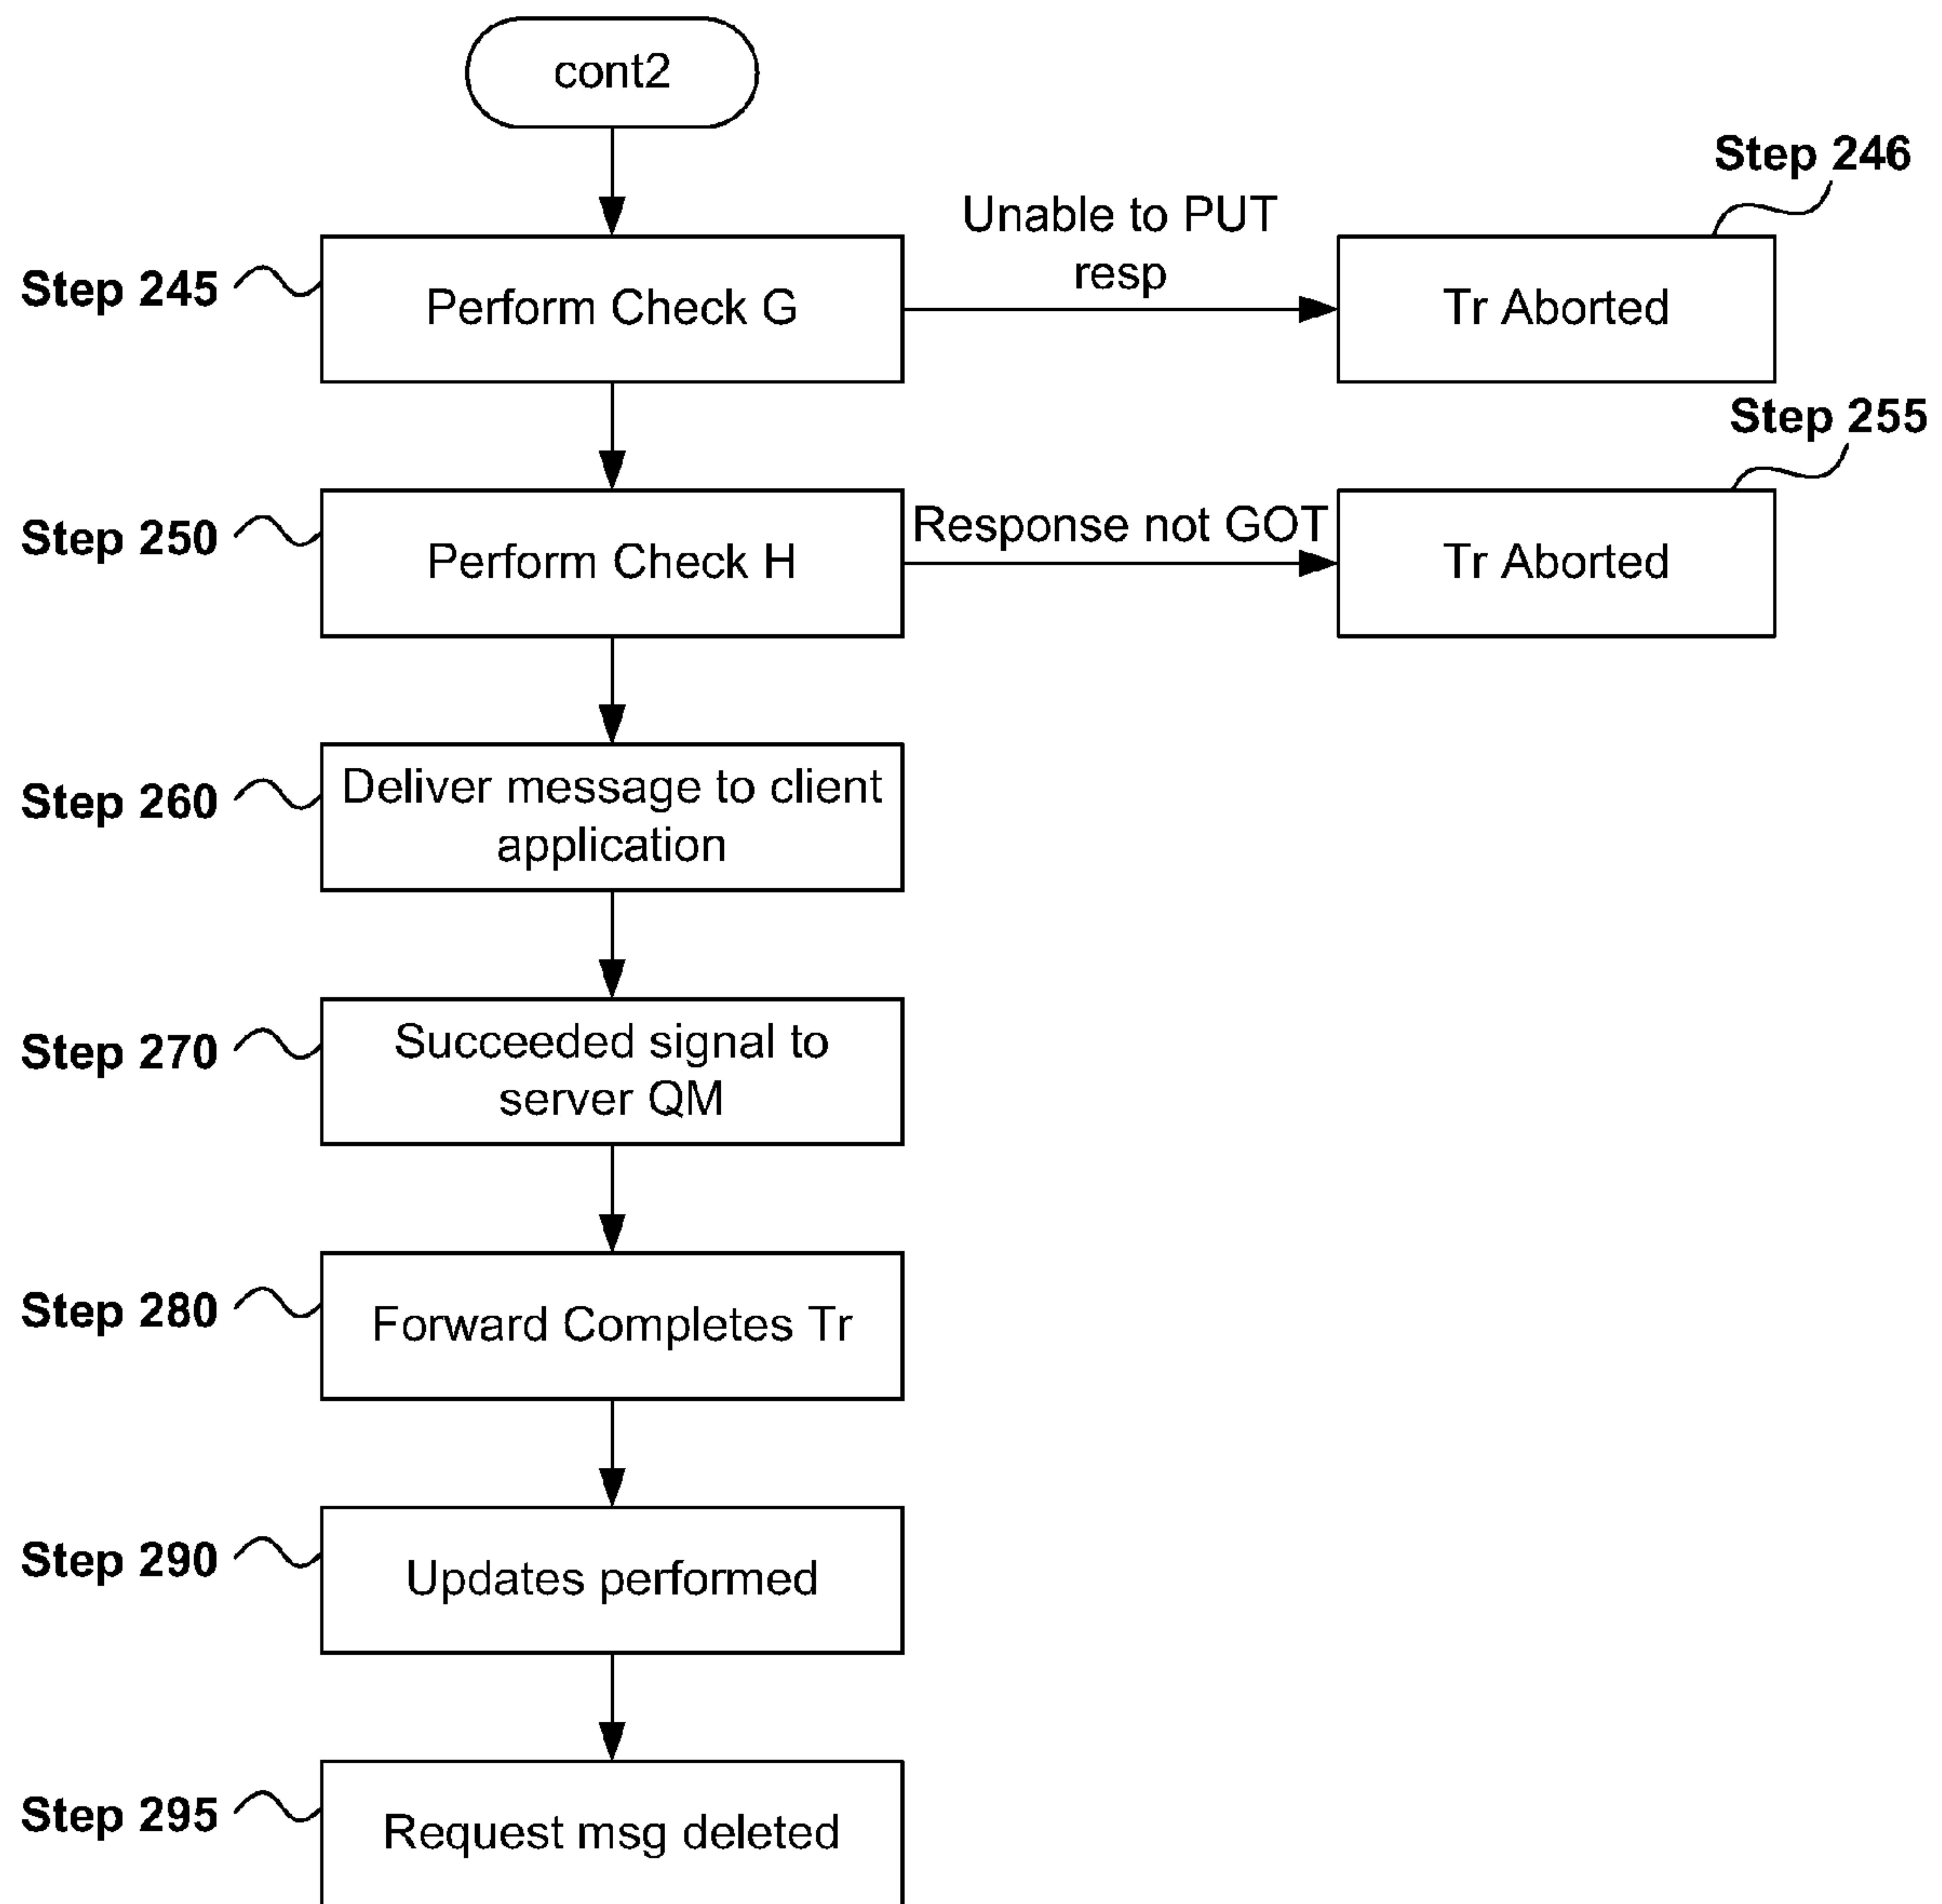 cont2
Step 246
Unable to PUT
resp
Step 245
Perform Check G
Tr Aborted
Step 255
Step 250
Perform Check H
Response not GOT
Tr Aborted
Step 260
Deliver message to client
application
Step 270
Succeeded signal to
server QM
Step 280
Forward Completes Tr
Step 290
Updates performed
Step 295
Request msg deleted